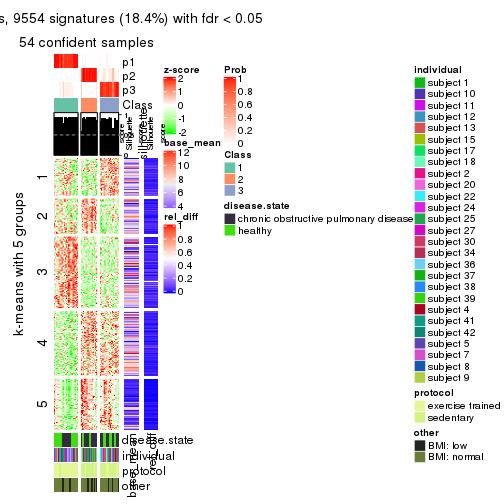 s, 9554 signatures (18.4%) with fdr < 0.05
54 confident samples
p1
p2
p3
Class
1
2
3
4
5
k-means with 5 groups
disease.state
individual
protocol
other
base_mean
rel_diff
silhouette
z-score
2
1
0
-1
-2
base_mean
12
10
8
6
4
rel_diff
1
0.8
0.6
0.4
0.2
0
Prob
1
0.8
0.6
0.4
0.2
0
Class
1
2
3
disease.state
chronic obstructive pulmonary disease
healthy
individual
subject 1
subject 10
subject 11
subject 12
subject 13
subject 15
subject 17
subject 18
subject 2
subject 20
subject 22
subject 24
subject 25
subject 27
subject 30
subject 34
subject 36
subject 37
subject 38
subject 39
subject 4
subject 41
subject 42
subject 5
subject 7
subject 8
subject 9
protocol
exercise trained
sedentary
other
BMI: low
BMI: normal